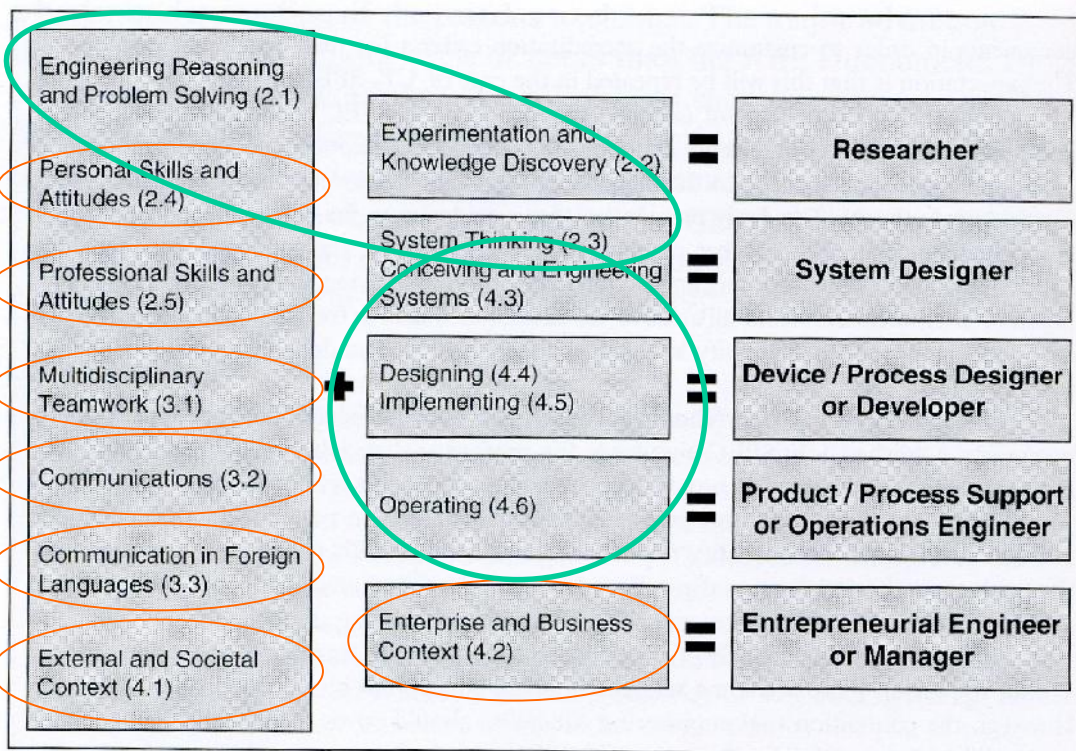 Engineering Reasoning
and Problem Solving (2.1)
Personal Skills and
Attitudes (2.4)
Professional Skills and
Attitudes (2.5)
Multidisciplinary
Teamwork (3.1)
Communications (3.2)
Communication in Foreign
Languages (3.3)
External and Societal
Context (4.1)
+
Experimentation and
Knowledge Discovery (2.2)
=
Researcher
System Thinking (2.3)
Conceiving and Engineering
Systems (4.3)
=
System Designer
Designing (4.4)
Implementing (4.5)
=
Device / Process Designer
or Developer
Operating (4.6)
=
Product / Process Support
or Operations Engineer
Enterprise and Business
Context (4.2)
=
Entrepreneurial Engineer
or Manager